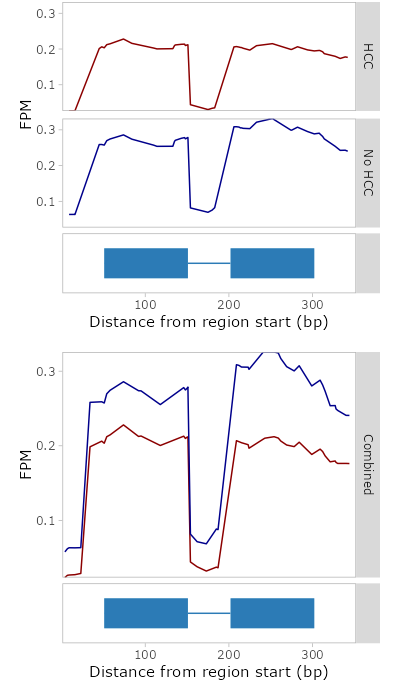 0.3
0.2
0.1
HCC
FPM
0.3
0.2
0.1
No HCC
100 200 300
Distance from region start (bp)
0.3
0.2
0.1
FPM
Combined
100 200 300
Distance from region start (bp)